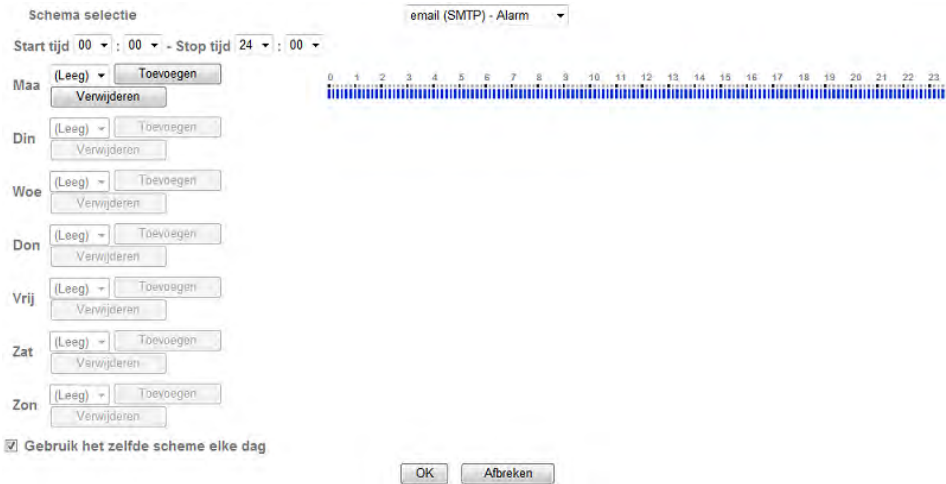 Schema selectie email (SMTP) - Alarm
Start tijd 00 : 00 - Stop tijd 24 : 00
Maa (Leeg) Toevoegen
Verwijderen
0 1 2 3 4 5 6 7 8 9 10 11 12 13 14 15 16 17 18 19 20 21 22 23
Din (Leeg) Toevoegen
Verwijderen
Woe (Leeg) Toevoegen
Verwijderen
Don (Leeg) Toevoegen
Verwijderen
Vrij (Leeg) Toevoegen
Verwijderen
Zat (Leeg) Toevoegen
Verwijderen
Zon (Leeg) Toevoegen
Verwijderen
Gebruik het zelfde scheme elke dag
OK Afbreken